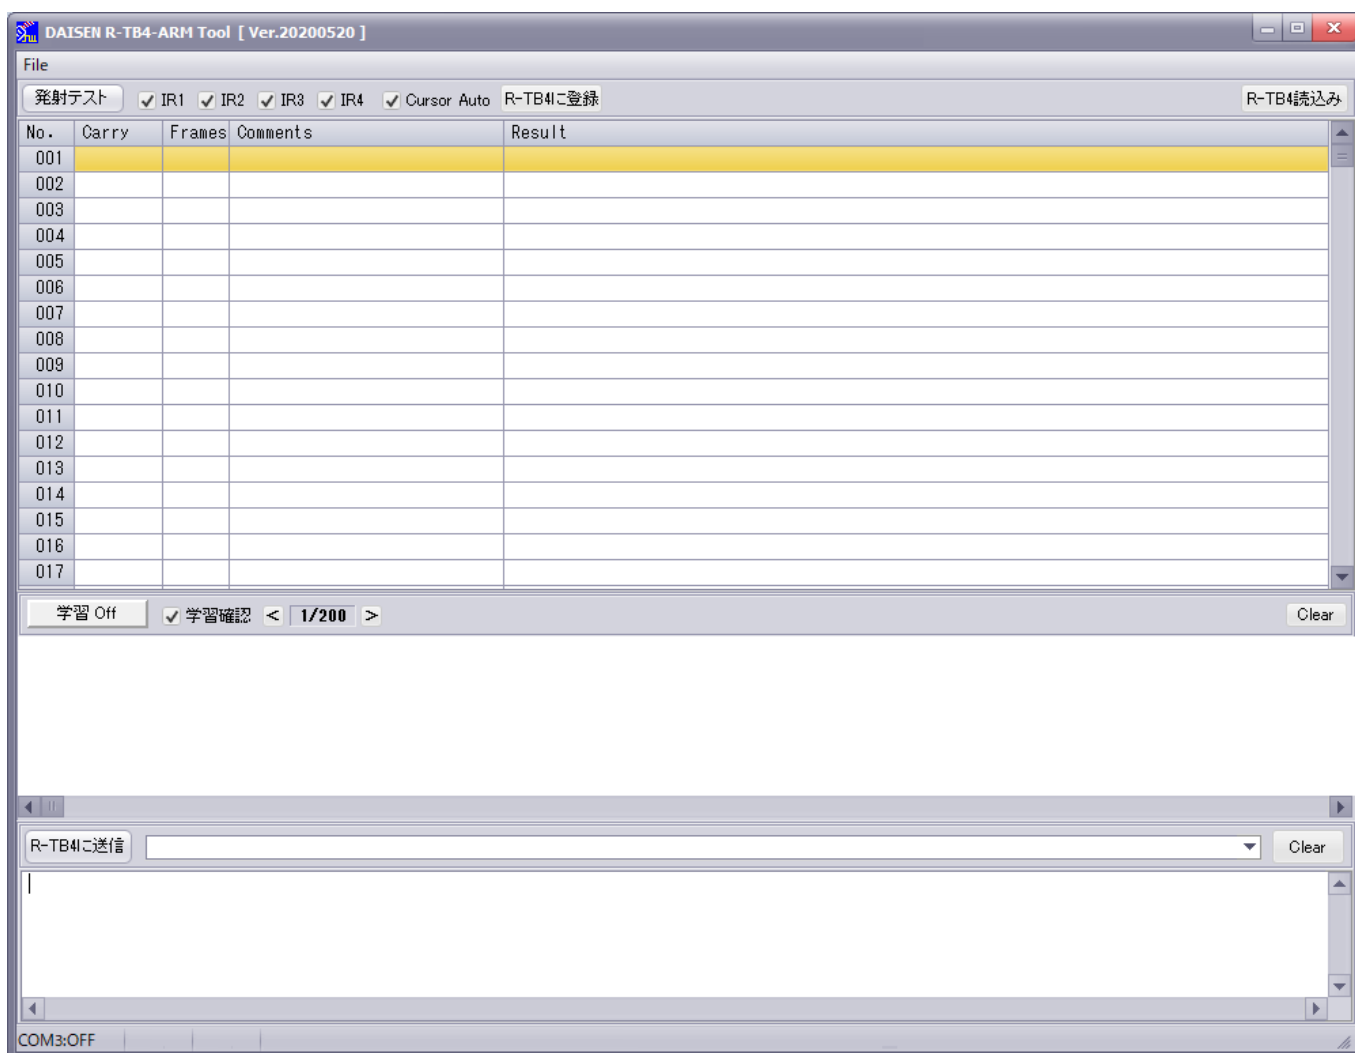 DAISEN R-TB4-ARM Tool [ Ver.20200520 ]
File
発射テスト IR1 IR2 IR3 IR4 Cursor Auto R-TB4に登録 R-TB4読込み
No. Carry Frames Comments Result
001
002
003
004
005
006
007
008
009
010
011
012
013
014
015
016
017
学習 Off 学習確認 < 1/200 > Clear
R-TB4に送信 Clear
COM3:OFF